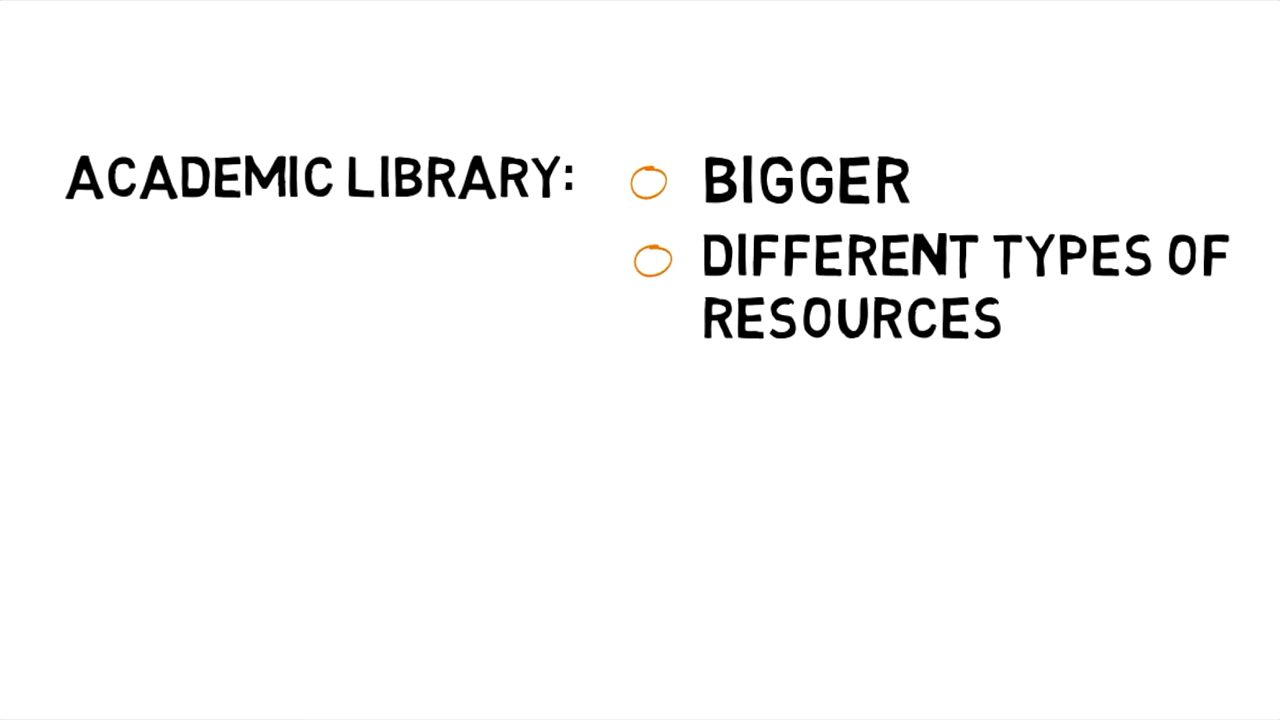 ACADEMIC LIBRARY:
BIGGER
DIFFERENT TYPES OF
RESOURCES